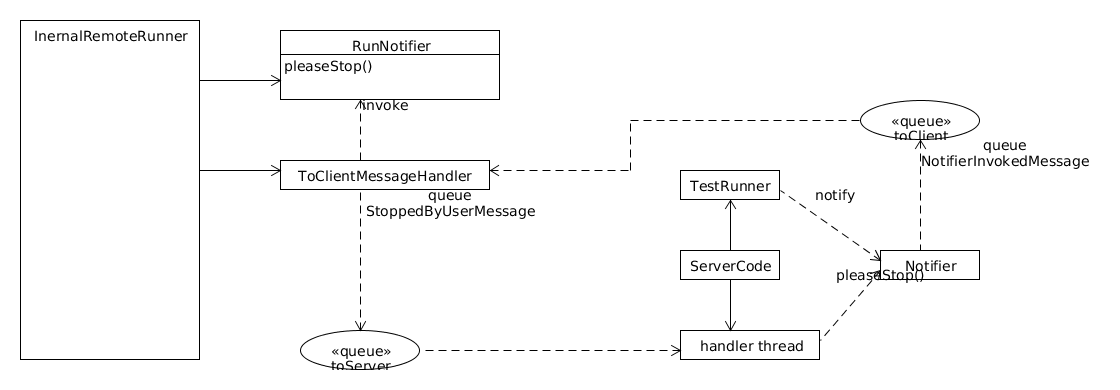 InernalRemoteRunner
RunNotifier
pleaseStop()
invoke
ToClientMessageHandler
queue
StoppedByUserMessage
«queue»
toServer
«queue»
toClient
queue
NotifierInvokedMessage
TestRunner
notify
ServerCode
Notifier
pleaseStop()
handler thread